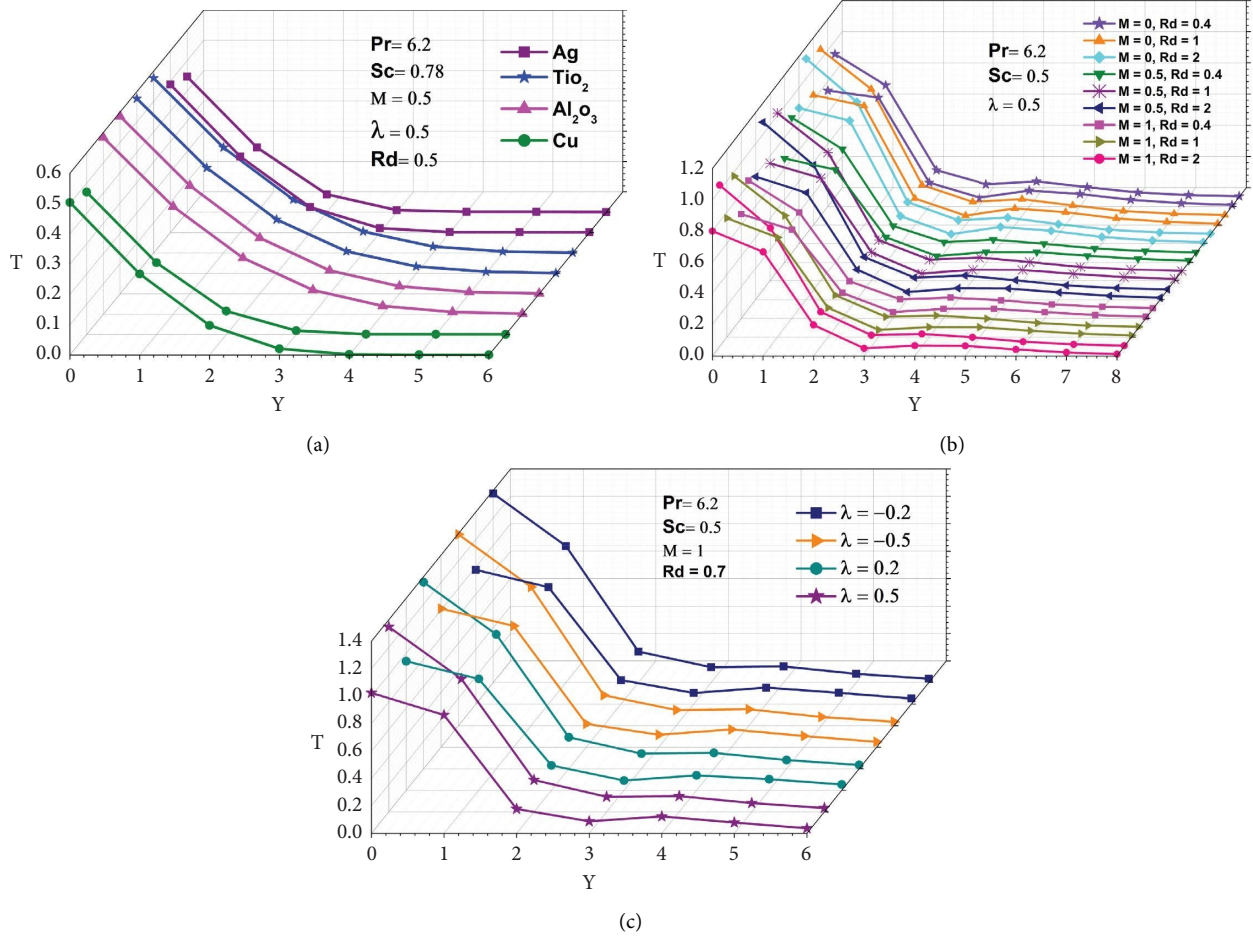 Pr= 6.2
Sc= 0.78
M = 0.5
λ = 0.5
Rd= 0.5
Ag
Tio2
Al2O3
Cu
0.6
0.5
0.4
0.3
0.2
0.1
0.0
T
0 1 2 3 4 5 6
Y
(a)
Pr= 6.2
Sc= 0.5
λ = 0.5
M = 0, Rd = 0.4
M = 0, Rd = 1
M = 0, Rd = 2
M = 0.5, Rd = 0.4
M = 0.5, Rd = 1
M = 0.5, Rd = 2
M = 1, Rd = 0.4
M = 1, Rd = 1
M = 1, Rd = 2
1.2
1.0
0.8
0.6
0.4
0.2
0.0
T
0 1 2 3 4 5 6 7 8
Y
(b)
Pr= 6.2
Sc= 0.5
M = 1
Rd = 0.7
λ = −0.2
λ = −0.5
λ = 0.2
λ = 0.5
1.4
1.2
1.0
0.8
0.6
0.4
0.2
0.0
T
0 1 2 3 4 5 6
Y
(c)